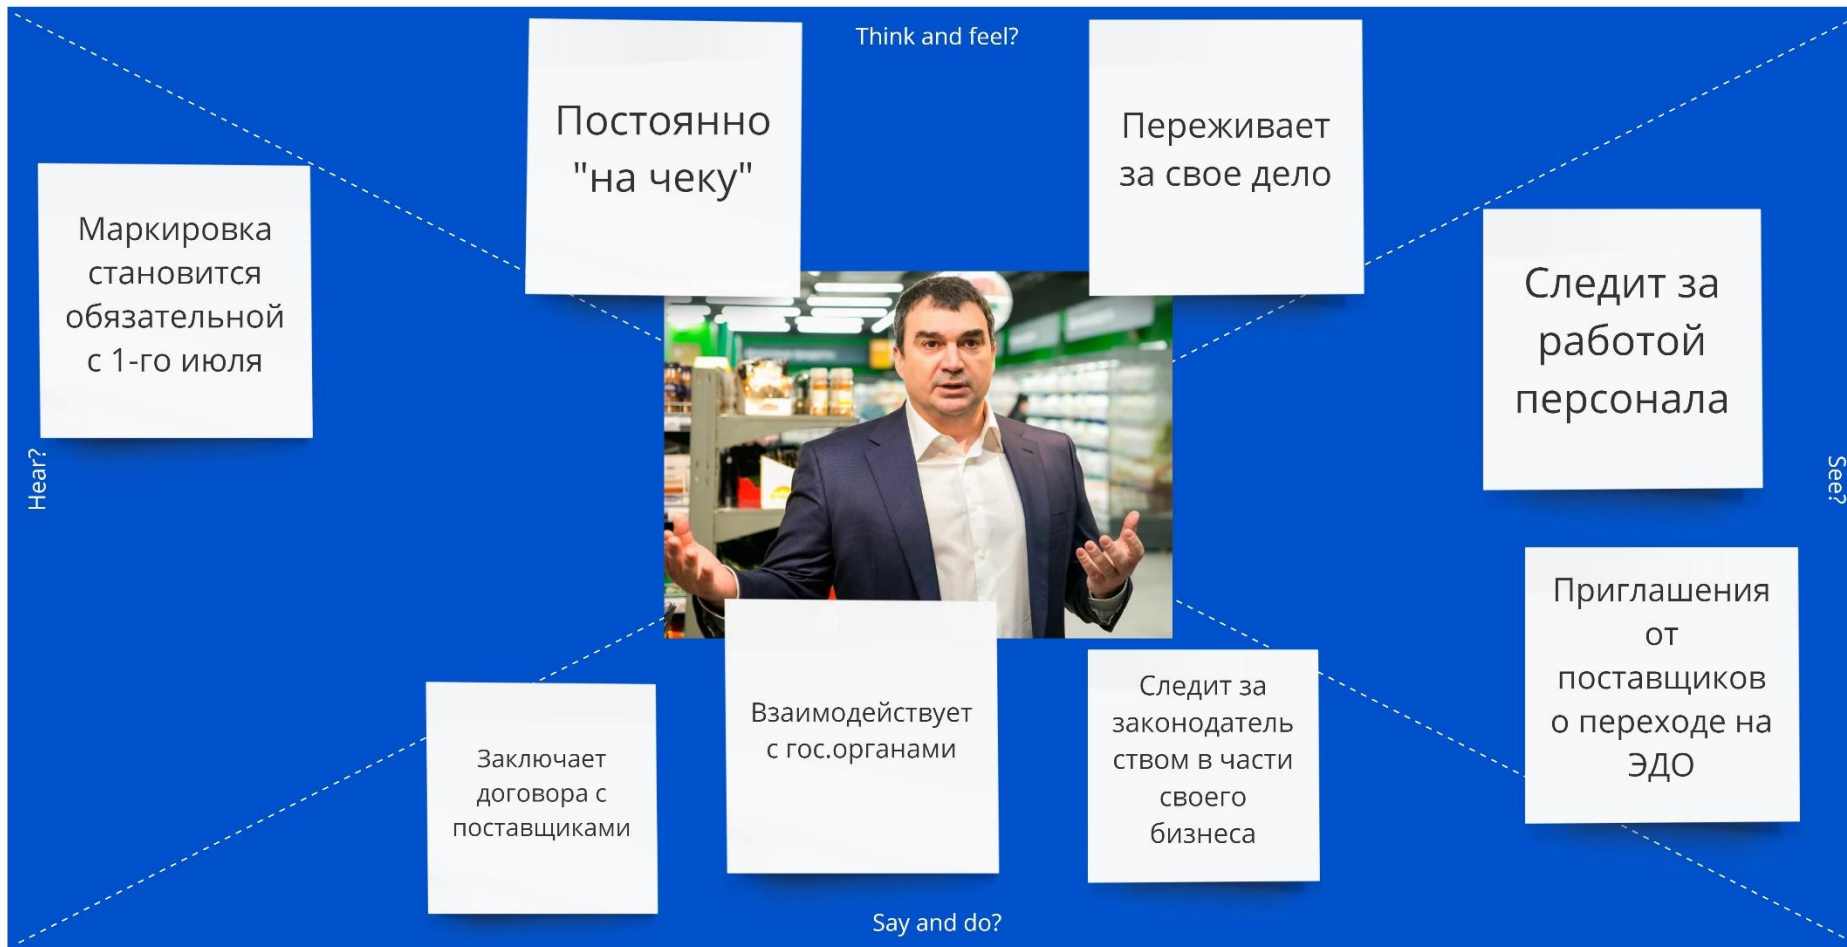 Think and feel?
Постоянно
"на чеку"
Переживает
за свое дело
Маркировка
становится
обязательной
с 1-го июля
Hear?
Следит за
работой
персонала
See?
Приглашения
от
поставщиков
о переходе на
ЭДО
Заключает
договора с
поставщиками
Взаимодействует
с гос.органами
Следит за
законодатель
ством в части
своего
бизнеса
Say and do?